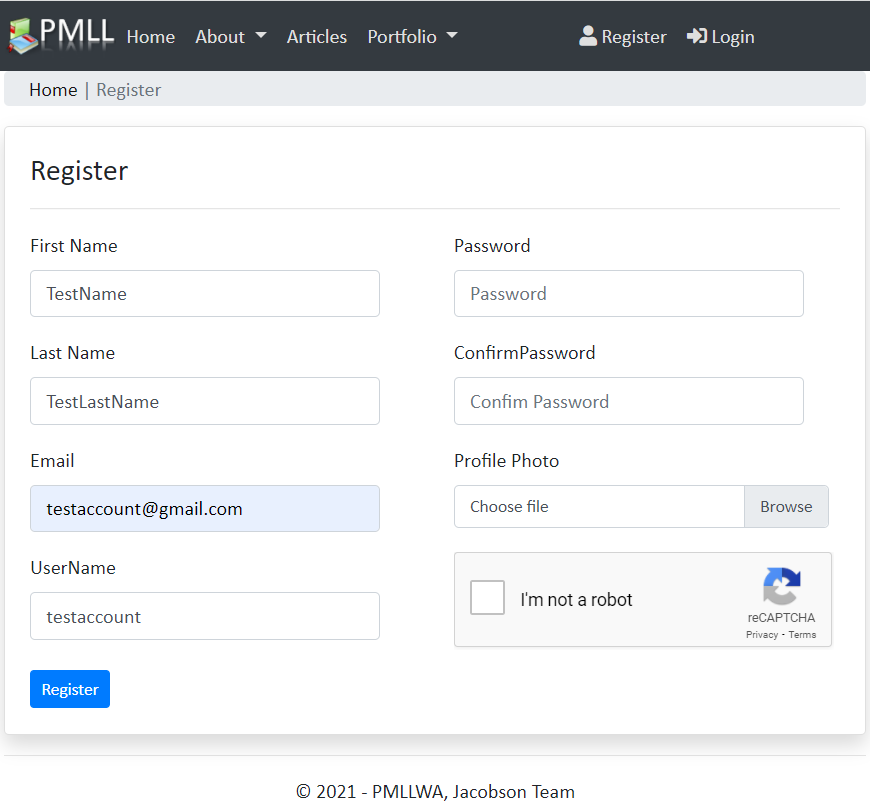 PMLL Home About Articles Portfolio Register Login
Home | Register
Register
First Name
TestName
Last Name
TestLastName
Email
testaccount@gmail.com
UserName
testaccount
Password
Password
ConfirmPassword
Confim Password
Profile Photo
Choose file Browse
I'm not a robot
reCAPTCHA
Privacy - Terms
Register
© 2021 - PMLLWA, Jacobson Team